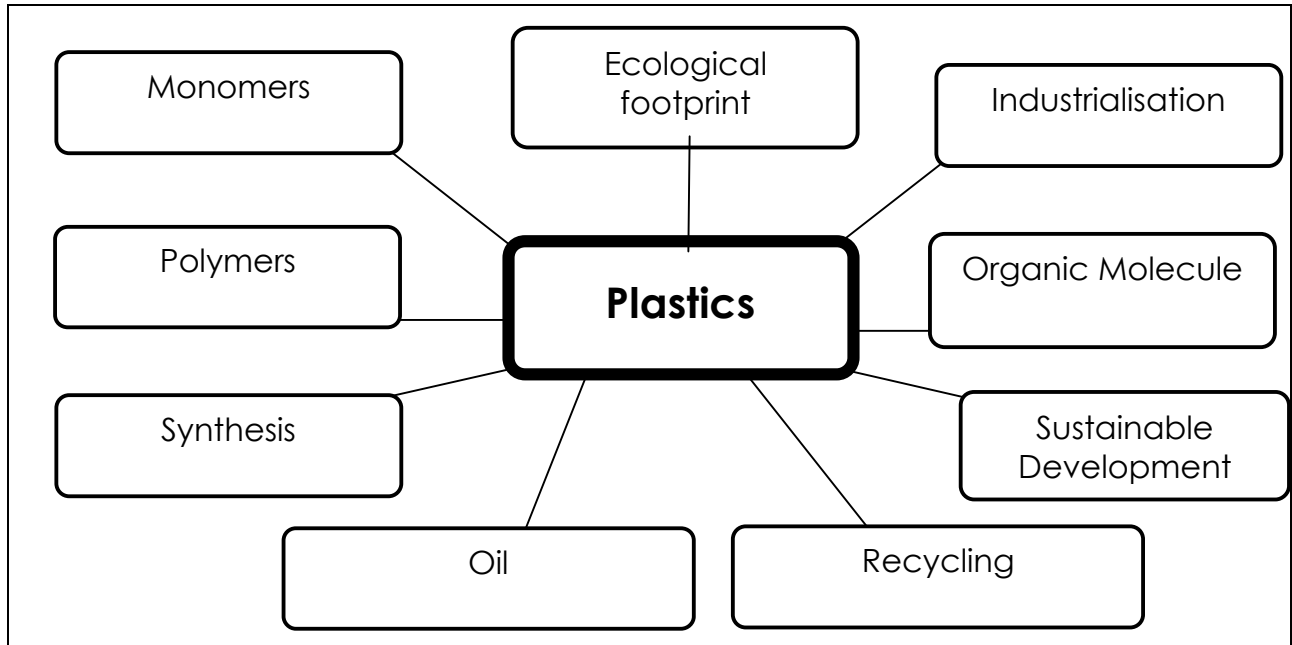 Monomers
Ecological
footprint
Industrialisation
Polymers
Plastics
Organic Molecule
Synthesis
Sustainable
Development
Oil
Recycling